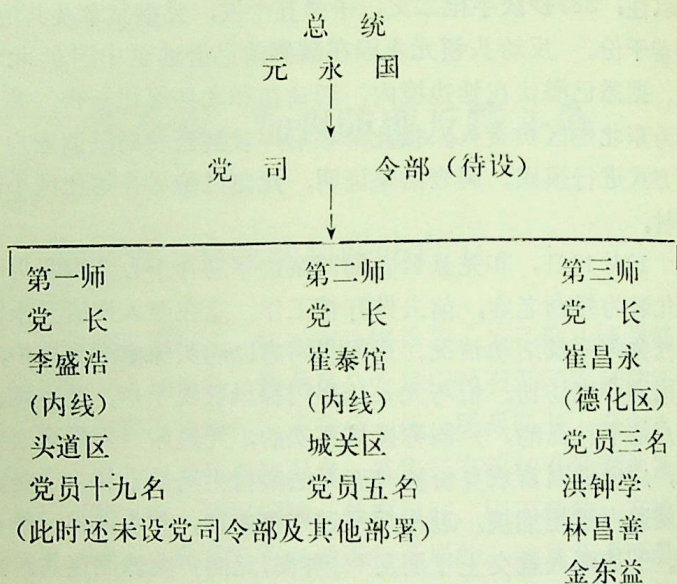 总统
元永国
党司令部（待设）
第一师
党长
李盛浩
（内线）
头道区
党员十九名
（此时还未设党司令部及其他部署）
第二师
党长
崔泰馆
（内线）
城关区
党员五名
第三师
党长
崔昌永
（德化区）
党员三名
洪钟学
林昌善
金东益